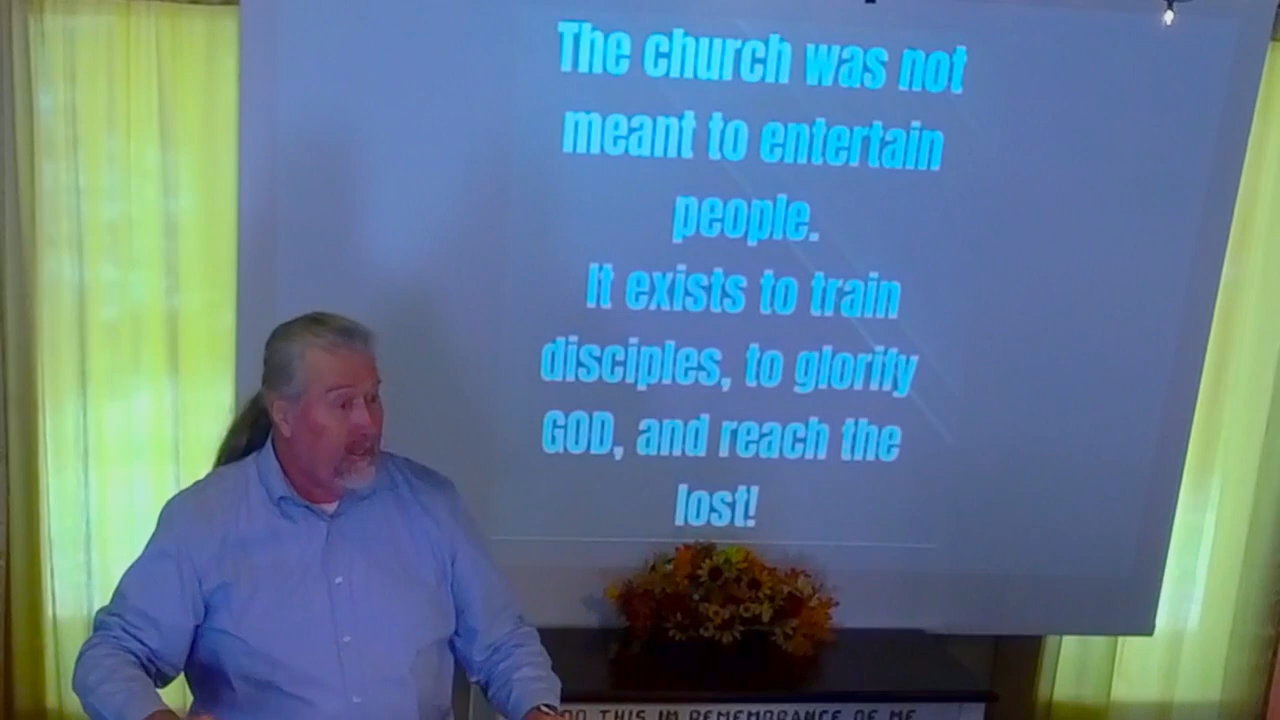 The church was not
meant to entertain
people.
It exists to train
disciples, to glorify
GOD, and reach the
lost!
DO THIS IN REMEMBRANCE OF ME